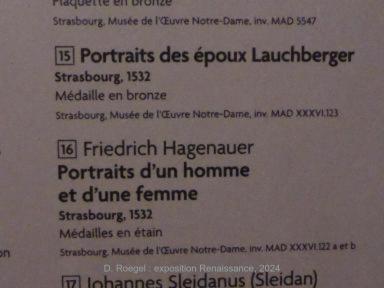 Plaquette en bronze
Strasbourg, Musée de l'Œuvre Notre-Dame, inv. MAD 5547
15 Portraits des époux Lauchberger
Strasbourg, 1532
Médaille en bronze
Strasbourg, Musée de l'Œuvre Notre-Dame, inv. MAD XXXVI.123
16 Friedrich Hagenauer
Portraits d'un homme
et d'une femme
Strasbourg, 1532
Médailles en étain
Strasbourg, Musée de l'Œuvre Notre-Dame, inv. MAD XXXVI.122 a et b
D. Roegel : exposition Renaissance, 2024
17 Johannes Sleidanus (Sleidan)